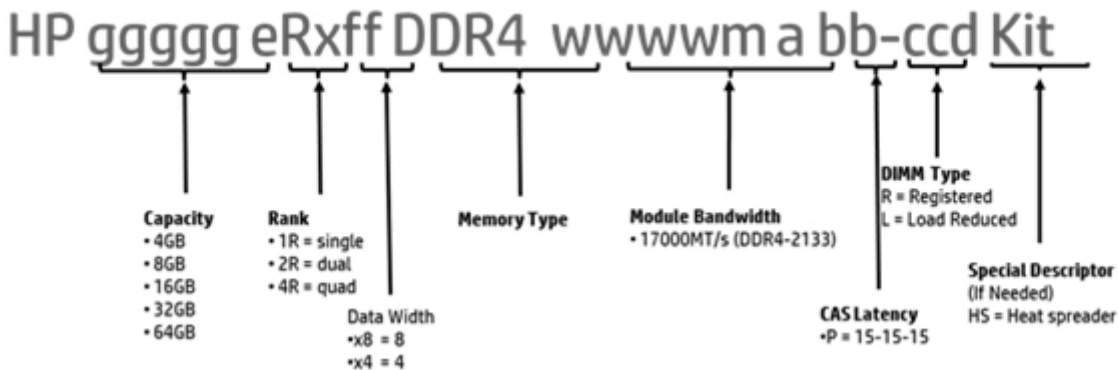 HP ggggg eRxff DDR4 wwwwm a bb-ccd Kit
Capacity
• 4GB
• 8GB
• 16GB
• 32GB
• 64GB
Rank
• 1R = single
• 2R = dual
• 4R = quad
Data Width
•x8 = 8
•x4 = 4
Memory Type
Module Bandwidth
• 17000MT/s (DDR4-2133)
CAS Latency
•P = 15-15-15
DIMM Type
R = Registered
L = Load Reduced
Special Descriptor
(If Needed)
HS = Heat spreader